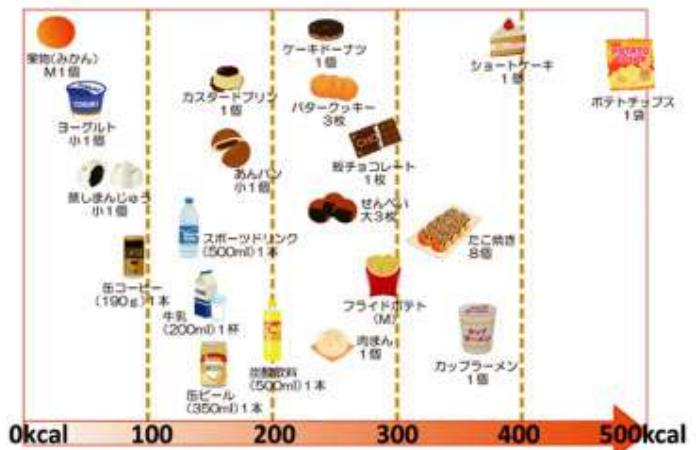 果物(みかん)
M1個
ヨーグルト
小1個
蒸しまんじゅう
小1個
缶コーヒー
(190g)1本
カスタードプリン
1個
あんパン
小1個
スポーツドリンク
(500ml)1本
牛乳
(200ml)1杯
缶ビール
(350ml)1本
炭酸飲料
(500ml)1本
ケーキドーナツ
1個
バタークッキー
3枚
板チョコレート
1枚
せんべい
大3枚
フライドポテト
(M)
肉まん
1個
ショートケーキ
1個
たこ焼き
8個
カップラーメン
1個
ポテトチップス
1袋
0kcal 100 200 300 400 500kcal